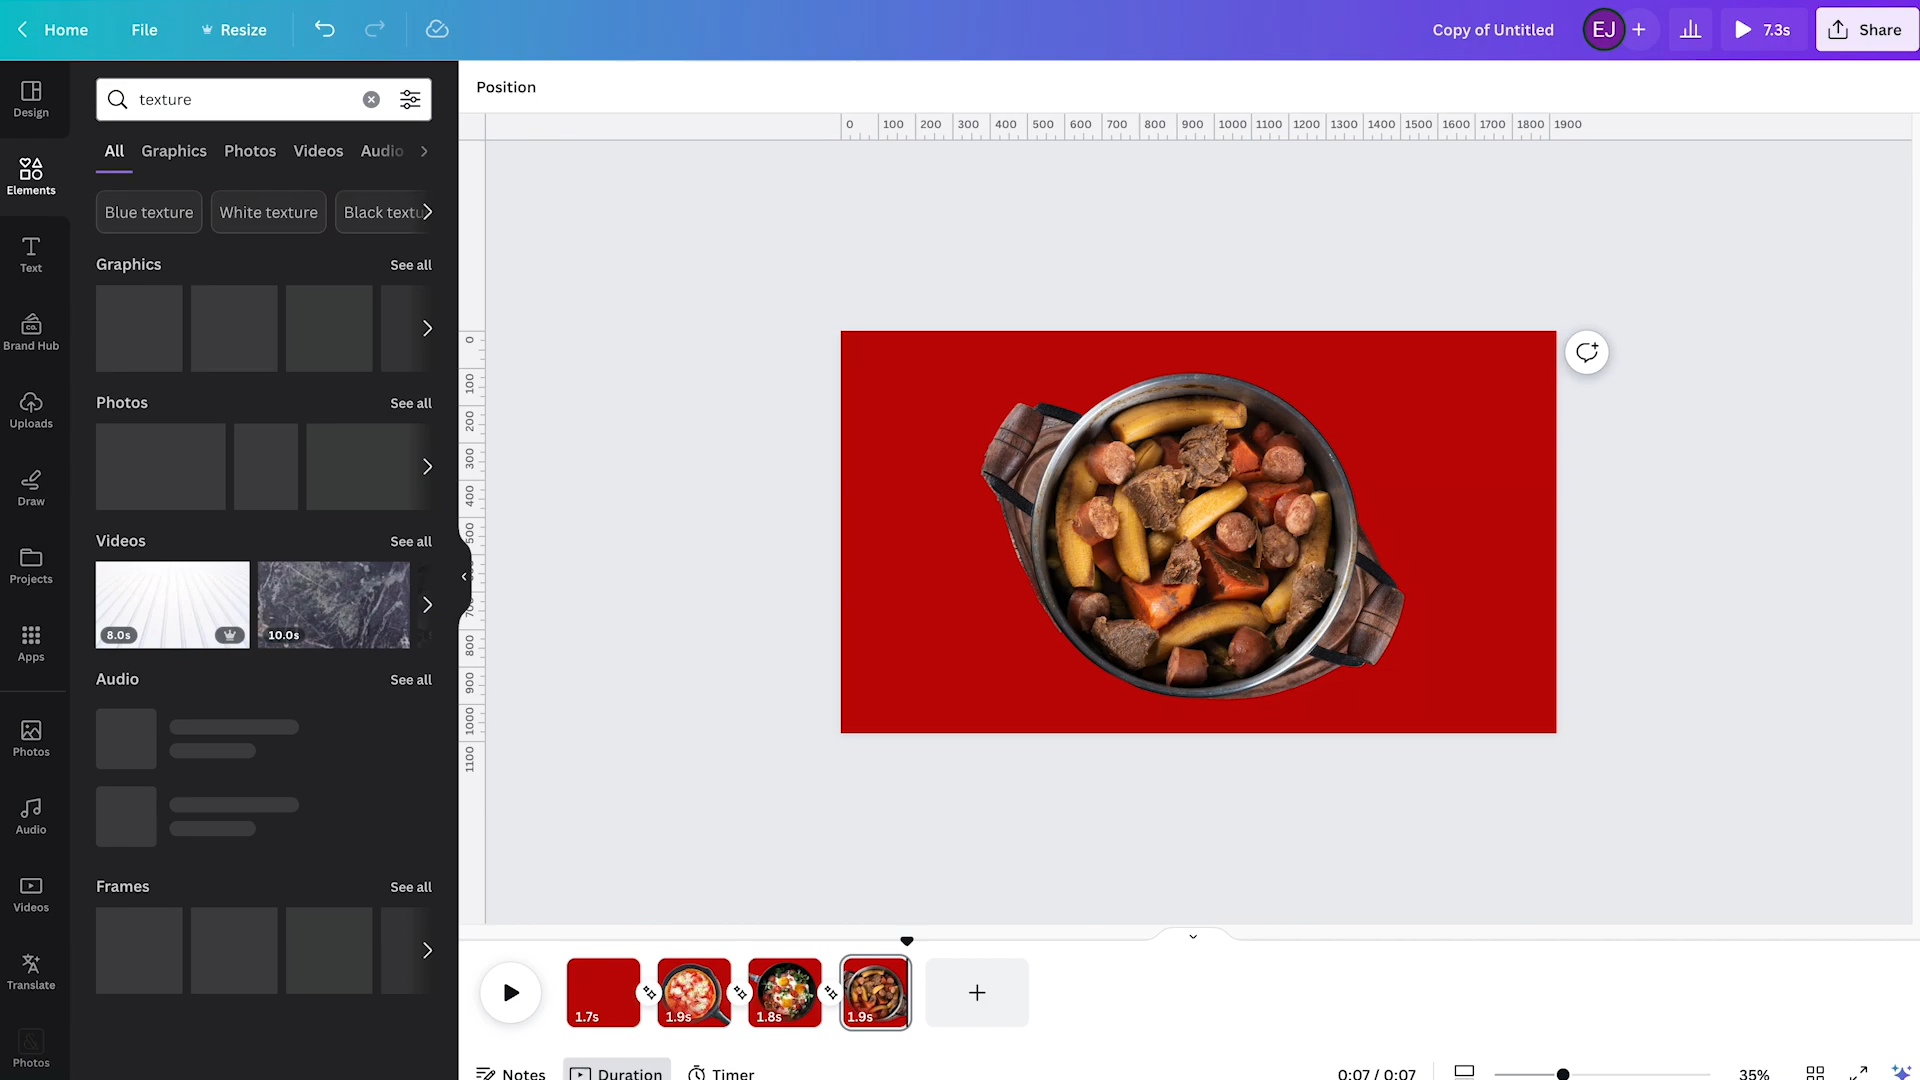 Home File Resize Copy of Untitled EJ 7.3s Share
texture
Position
All Graphics Photos Videos Audio
Blue texture White texture Black textu
Graphics See all
Photos See all
Videos See all
8.0s 10.0s
Audio See all
Frames See all
Design
Elements
Text
Brand Hub
CO.
Uploads
Draw
Projects
Apps
Photos
Audio
Videos
Translate
Photos
0 100 200 300 400 500 600 700 800 900 1000 1100 1200 1300 1400 1500 1600 1700 1800 1900
0
100
200
300
400
500
700
800
900
1000
1100
1.7s 1.9s 1.8s 1.9s
Notes Duration Timer 0:07 / 0:07 35%